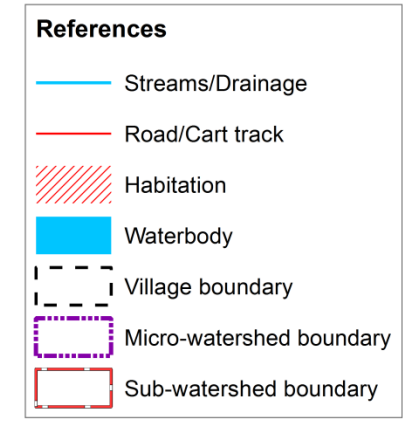 References
Streams/Drainage
Road/Cart track
Habitation
Waterbody
Village boundary
Micro-watershed boundary
Sub-watershed boundary